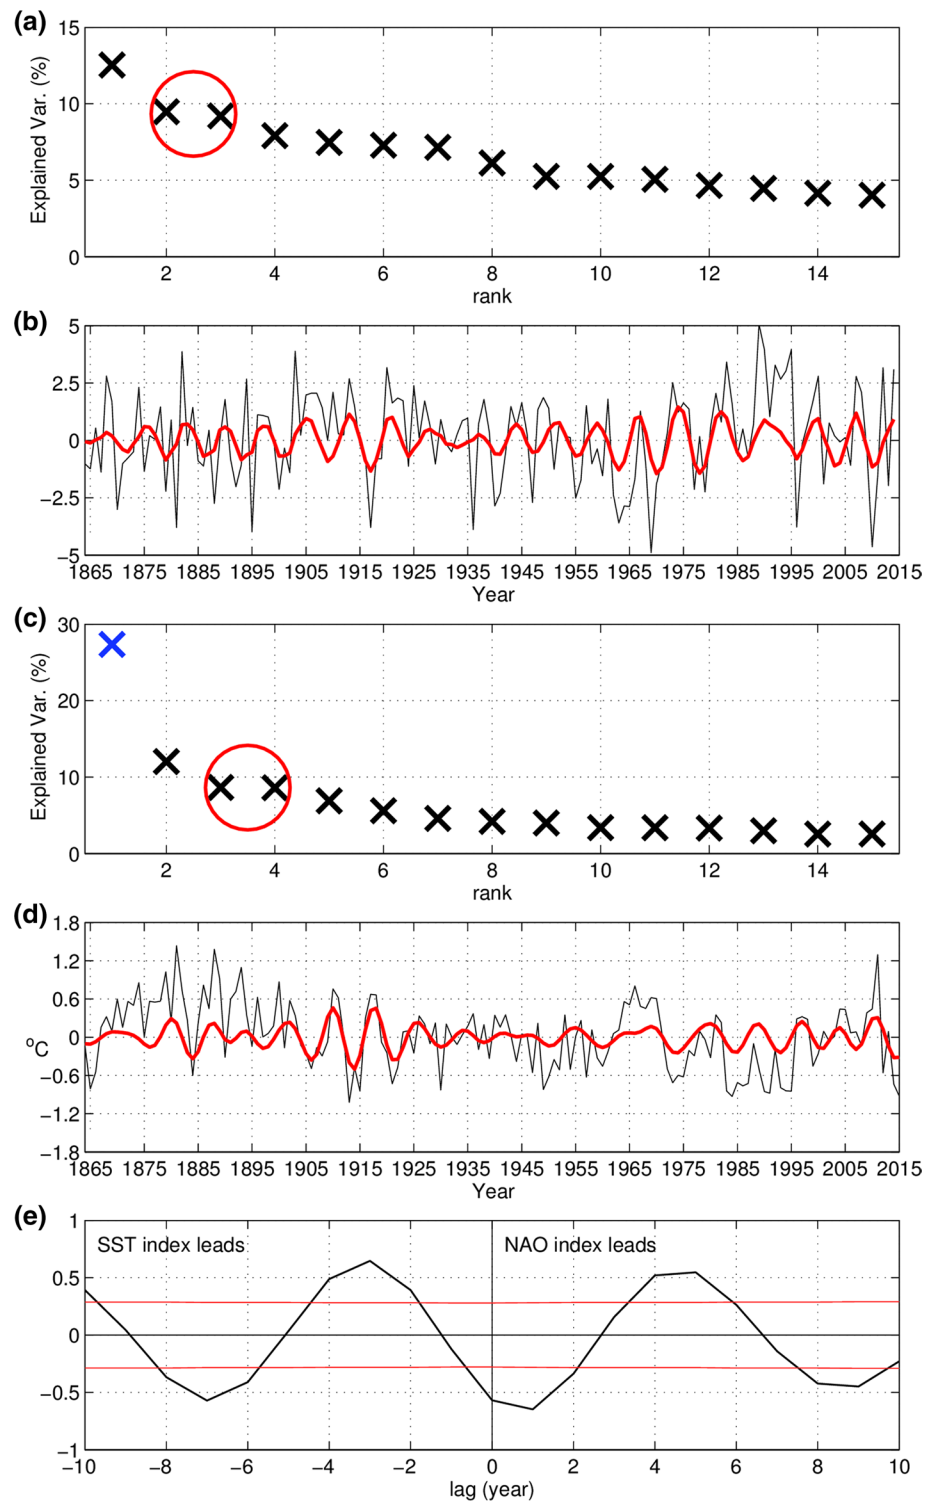 (a)
15
10
5
0
Explained Var. (%)
2 4 6 8 10 12 14
rank
(b)
5
2.5
0
−2.5
−5
1865 1875 1885 1895 1905 1915 1925 1935 1945 1955 1965 1975 1985 1995 2005 2015
Year
(c)
30
20
10
0
Explained Var. (%)
2 4 6 8 10 12 14
rank
(d)
1.8
1.2
0.6
0
−0.6
−1.2
−1.8
°C
1865 1875 1885 1895 1905 1915 1925 1935 1945 1955 1965 1975 1985 1995 2005 2015
Year
(e)
1
0.5
0
−0.5
−1
SST index leads
NAO index leads
−10 −8 −6 −4 −2 0 2 4 6 8 10
lag (year)